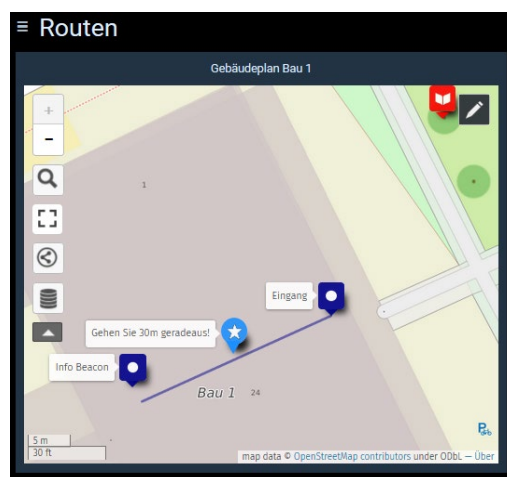 Routen
Gebäudeplan Bau 1
+
-
1
Eingang
Gehen Sie 30m geradeaus!
Info Beacon
Bau 1 24
P
5 m
30 ft
map data © OpenStreetMap contributors under ODbL — Über